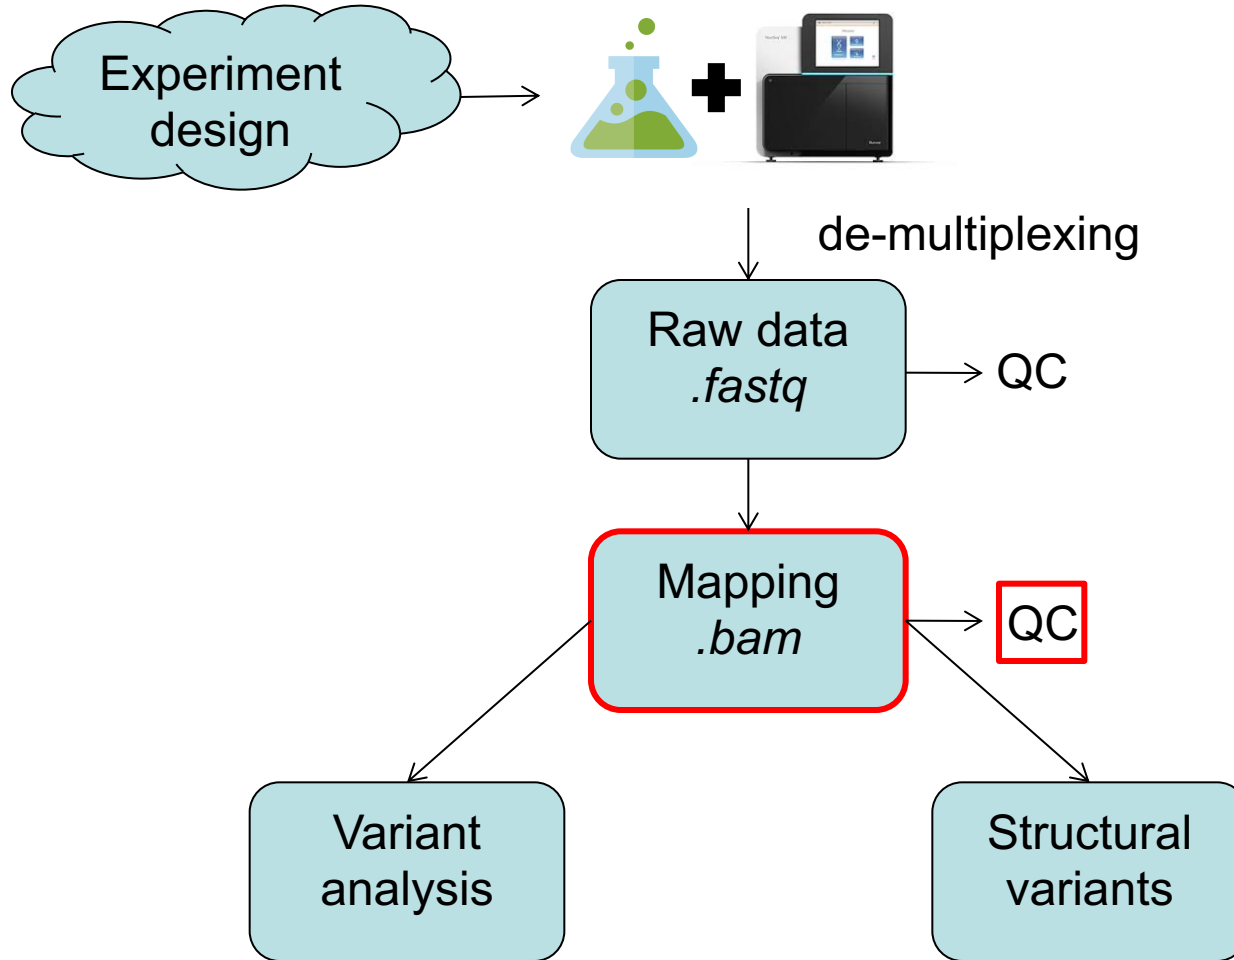 Experiment
design
de-multiplexing
Raw data
.fastq
QC
Mapping
.bam
QC
Variant
analysis
Structural
variants